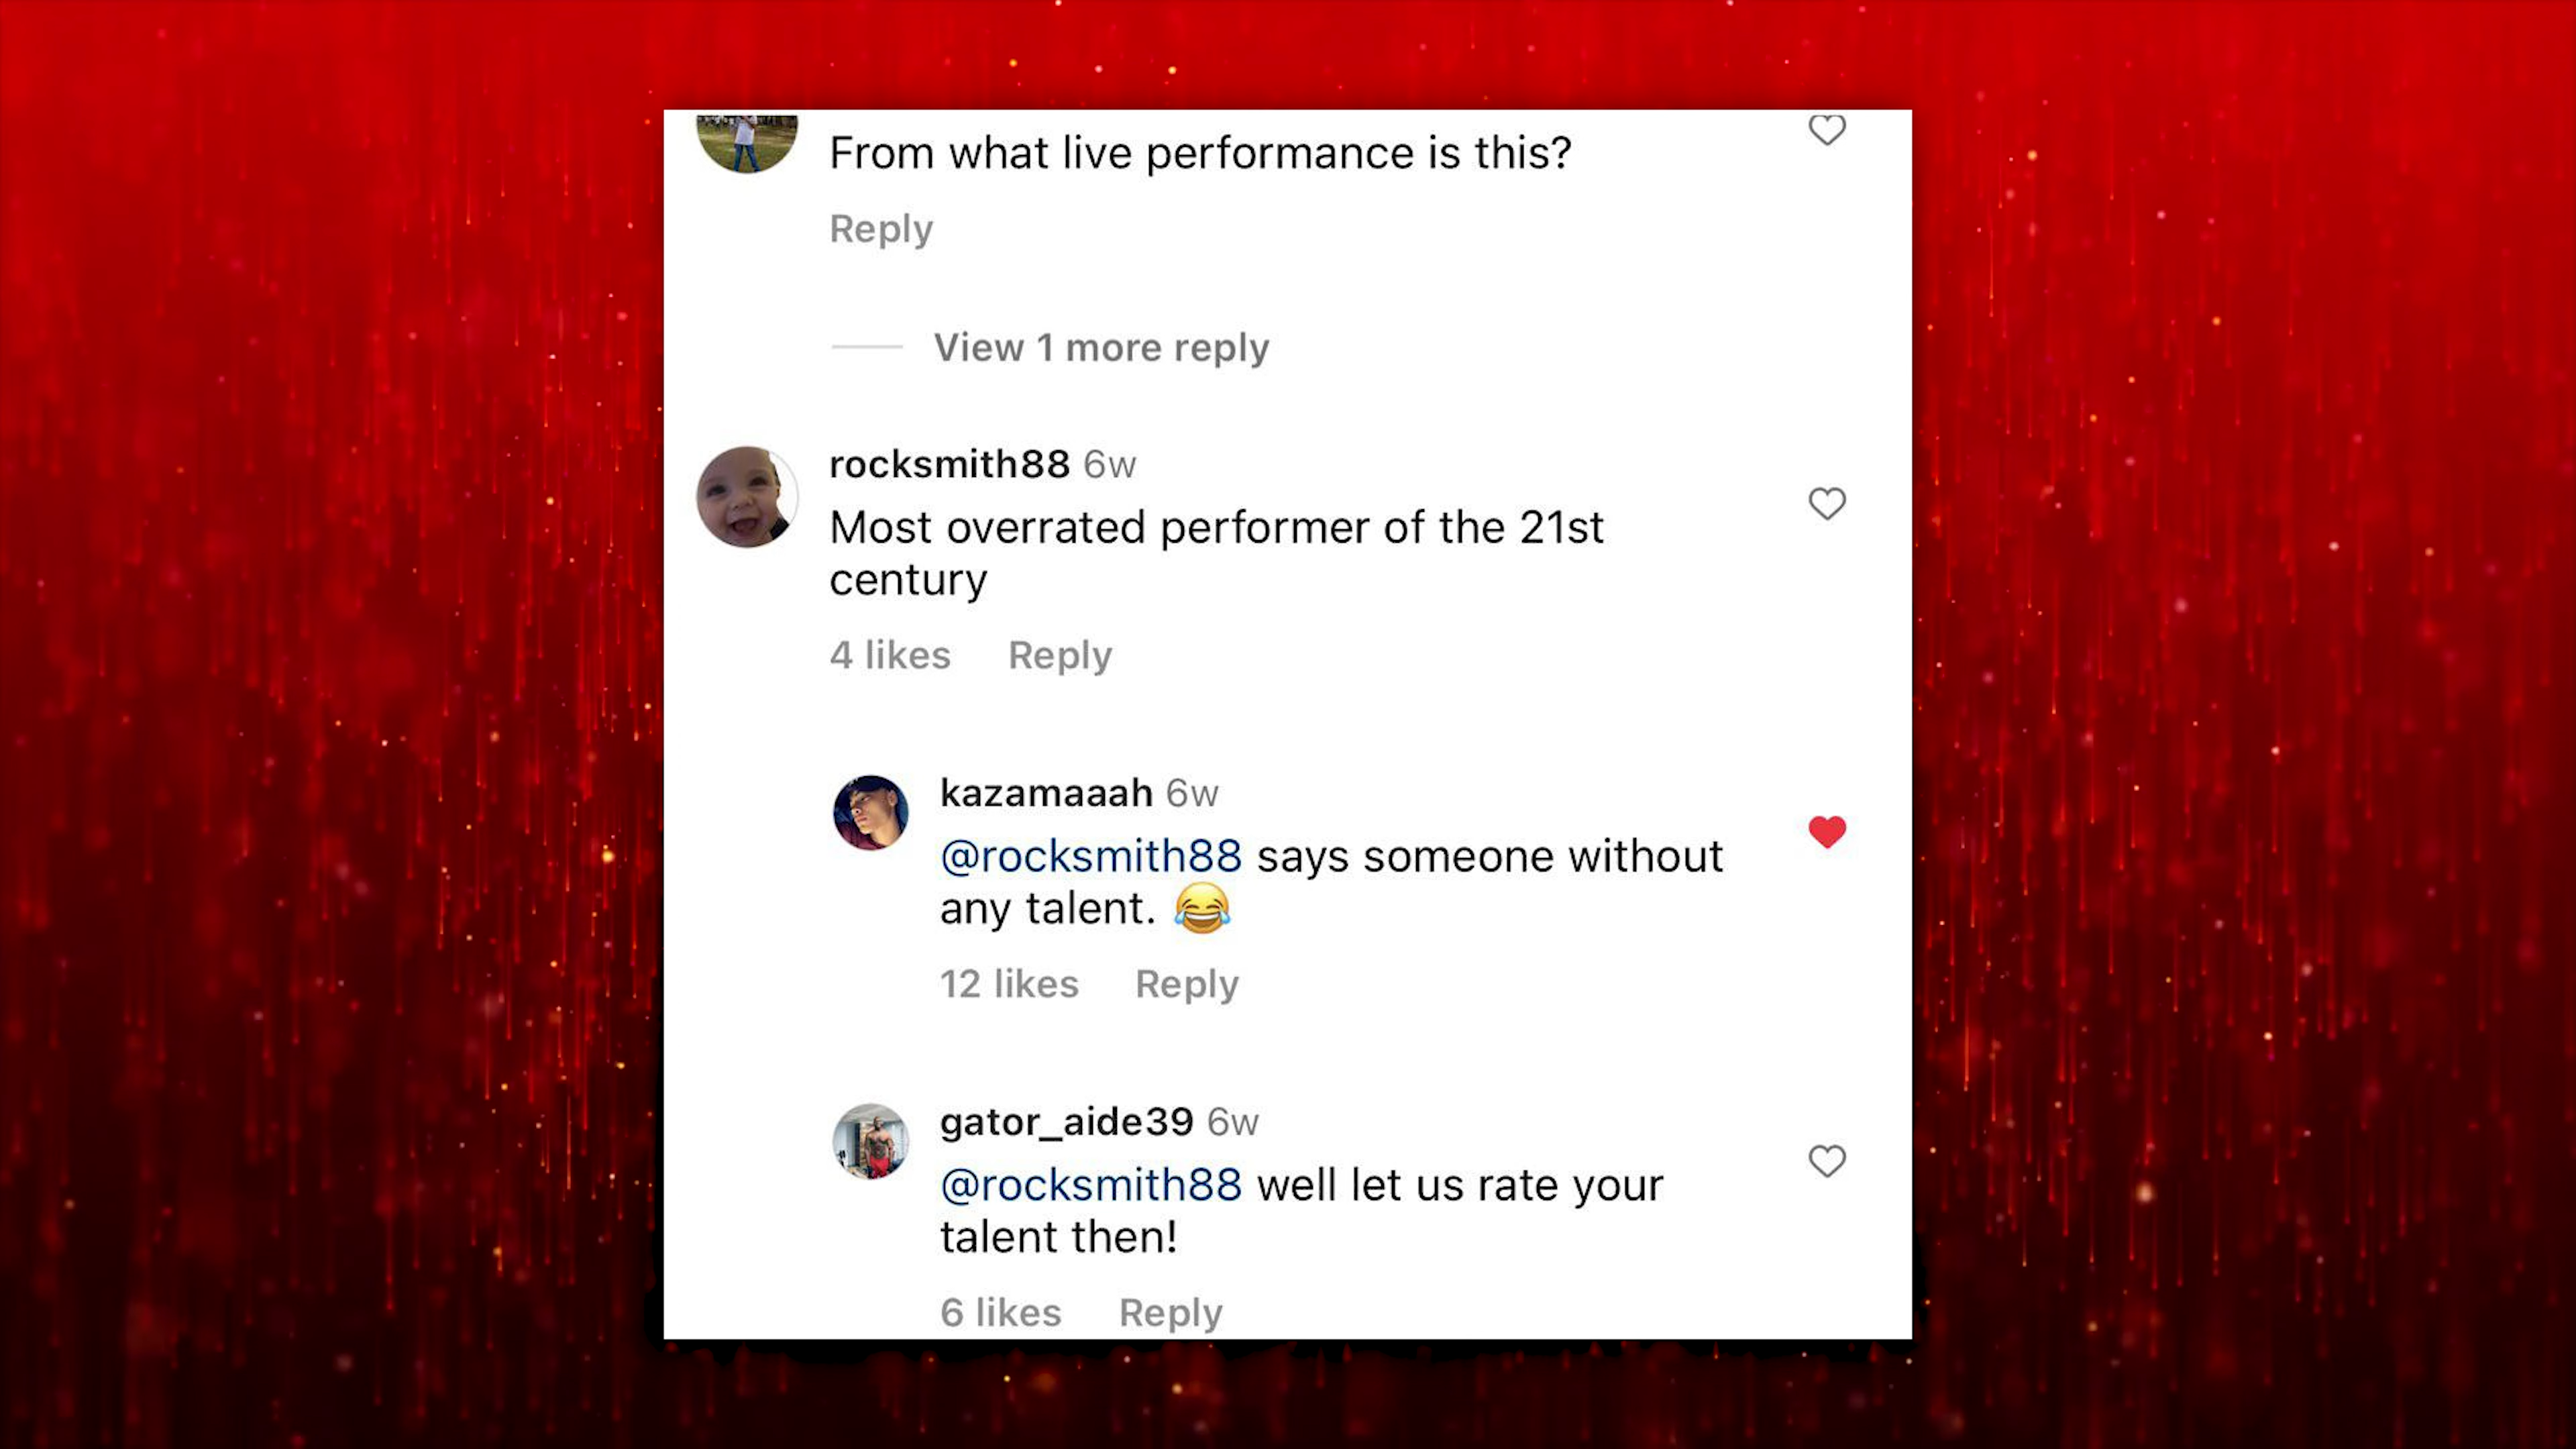 From what live performance is this?
Reply
View 1 more reply
rocksmith88 6w
Most overrated performer of the 21st
century
4 likes Reply
kazamaaah 6w
@rocksmith88 says someone without
any talent. 😂
12 likes Reply
gator_aide39 6w
@rocksmith88 well let us rate your
talent then!
6 likes Reply